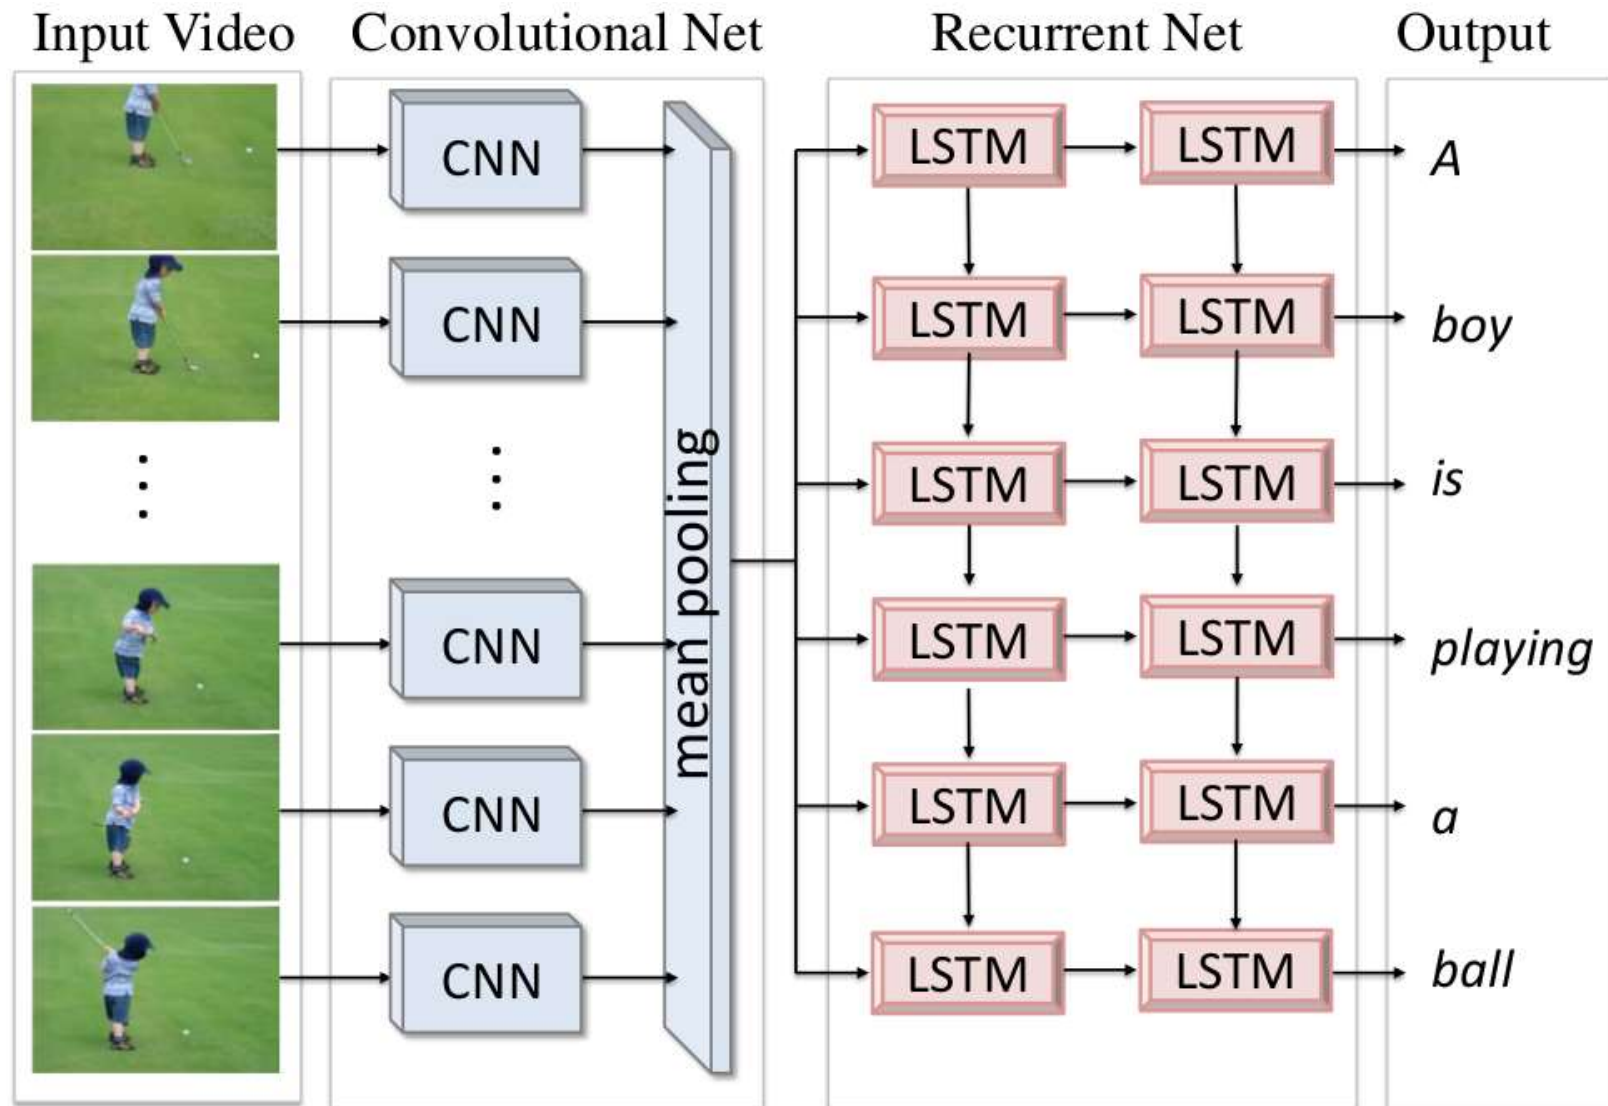 Input Video
Convolutional Net
Recurrent Net
Output
CNN
LSTM
LSTM
A
CNN
LSTM
LSTM
boy
LSTM
LSTM
is
mean pooling
CNN
LSTM
LSTM
playing
CNN
LSTM
LSTM
a
CNN
LSTM
LSTM
ball